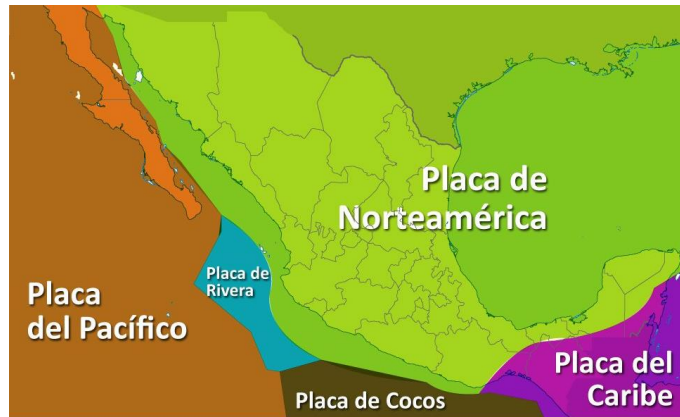 Placa de
Norteamérica
Placa de
Rivera
Placa
del Pacífico
Placa del
Caribe
Placa de Cocos